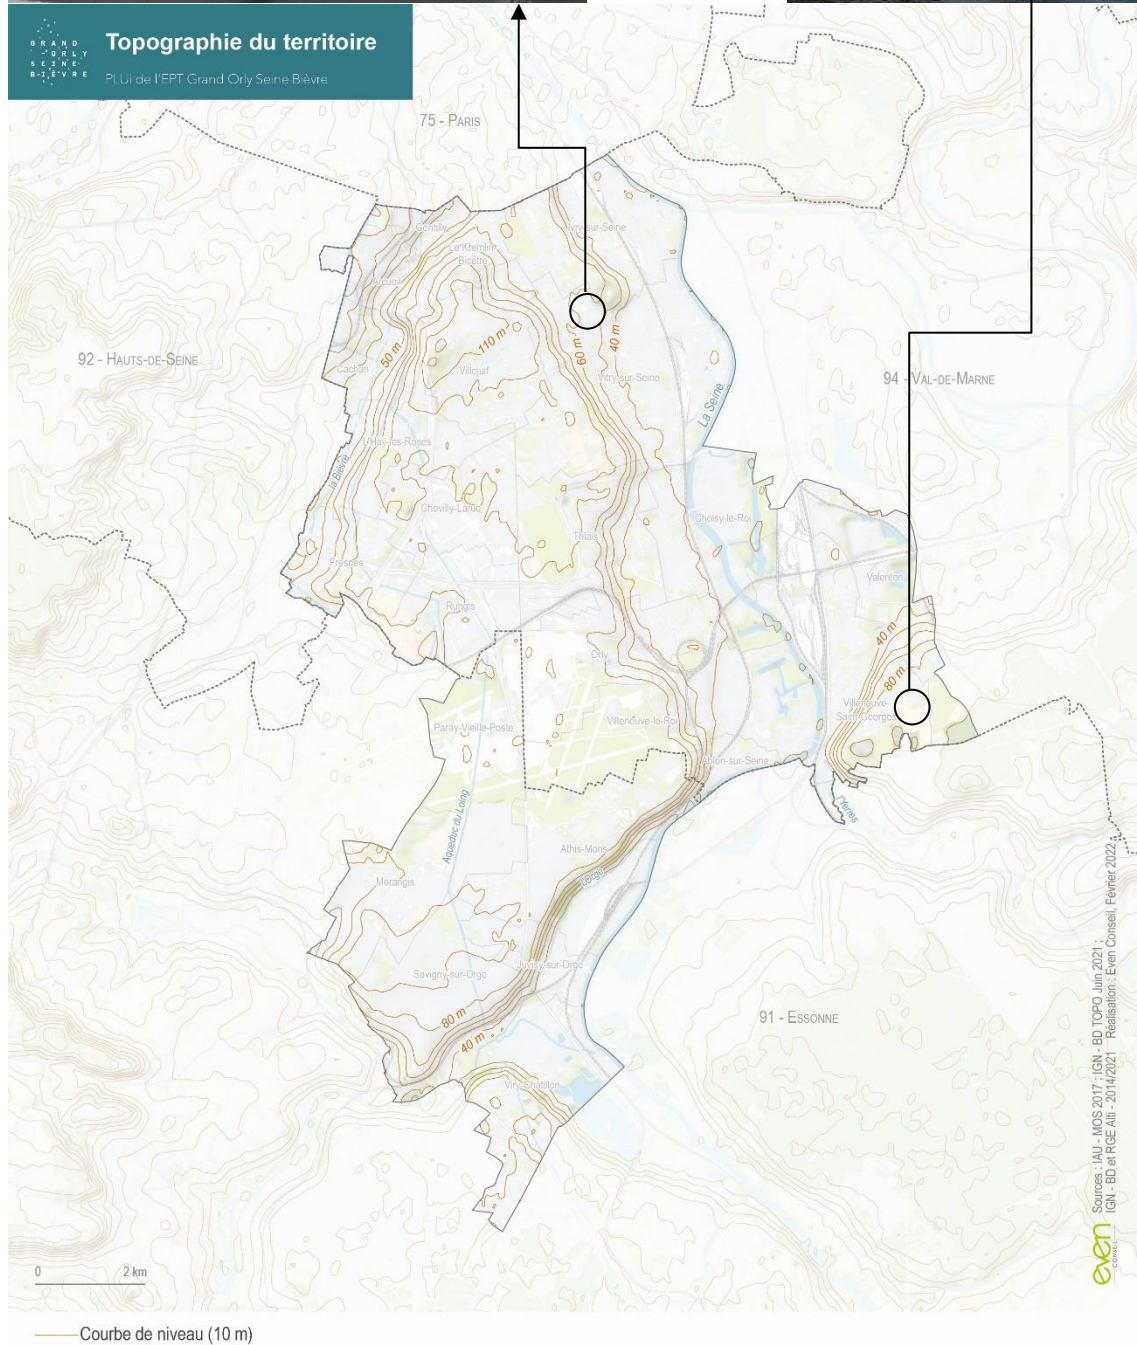 GRAND
ORLY
SEINE
BIÈVRE
Topographie du territoire
PLUi de l'EPT Grand Orly Seine Bièvre
75 - PARIS
Gentilly
Ivry-sur-Seine
Le Kremlin
Bicêtre
Arcueil
50 m
110 m
60 m
40 m
92 - HAUTS-DE-SEINE
Cachan
Villejuif
Vitry-sur-Seine
94 - VAL-DE-MARNE
La Seine
L'Haÿ-les-Roses
la Bièvre
Chevilly-Larue
Choisy-le-Roi
Thiais
Fresnes
Valenton
Rungis
40 m
Orly
80 m
Villeneuve-
Saint-Georges
Paray-Vieille-Poste
Villeneuve-le-Roi
Ablon-sur-Seine
l'Yerres
Aqueduc du Loing
Athis-Mons
l'Orge
Morangis
Savigny-sur-Orge
Juvisy-sur-Orge
80 m
40 m
91 - ESSONNE
Viry-Chatillon
Sources : IAU - MOS 2017 ; IGN - BD TOPO Juin 2021 ;
IGN - BD et RGE Alti - 2014/2021 Réalisation : Even Conseil, Février 2022
even
CONSEIL
0 2 km
Courbe de niveau (10 m)